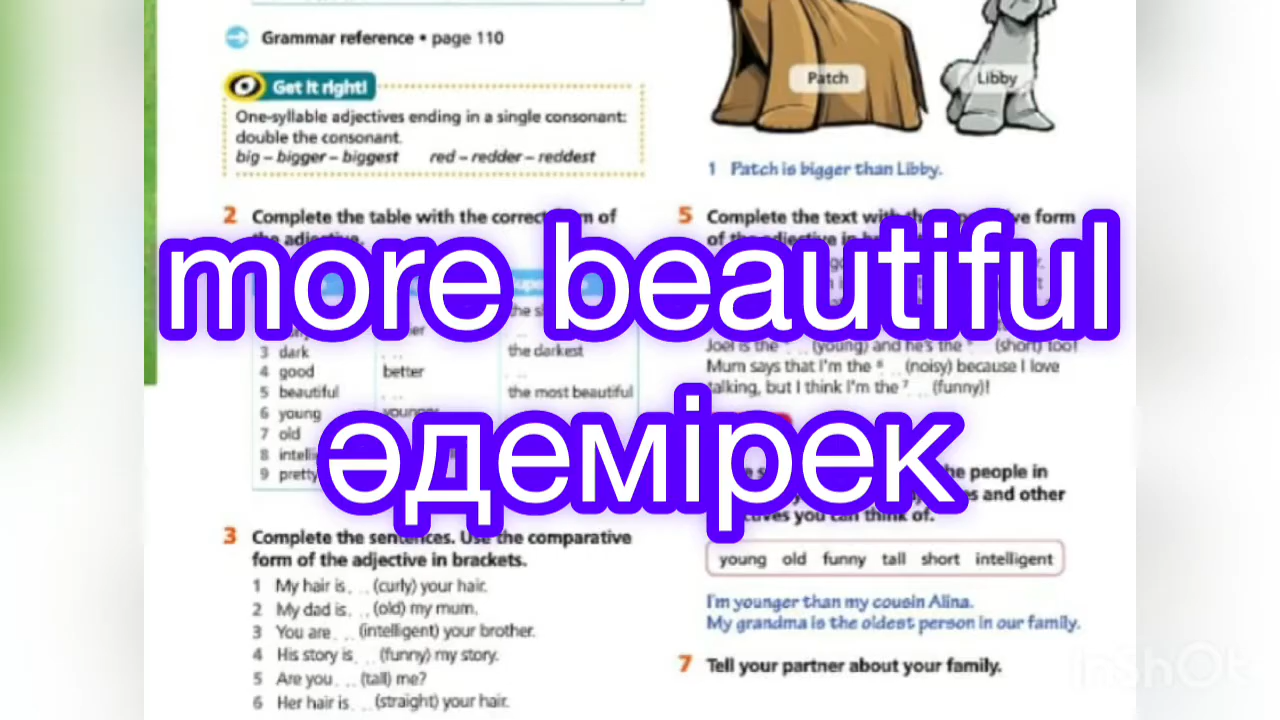 Grammar reference • page 110
Get it right!
One-syllable adjectives ending in a single consonant:
double the consonant.
big – bigger – biggest red – redder – reddest
2 Complete the table with the correct of
adjective.
3 dark ... the darkest
4 good better ...
5 beautiful ... the most beautiful
6 young younger
7 old
8
9 pretty
3 Complete the sentences. Use the comparative
form of the adjective in brackets.
1 My hair is ... (curly) your hair.
2 My dad is ... (old) my mum.
3 You are ... (intelligent) your brother.
4 His story is ... (funny) my story.
5 Are you ... (tall) me?
6 Her hair is ... (straight) your hair.
Patch
Libby
1 Patch is bigger than Libby.
5 Complete the text with the form
of the adjective in
Joel is the ... (young) and he's the ... (short) too!
Mum says that I'm the 6 ... (noisy) because I love
talking, but I think I'm the 7 ... (funny)!
people in
and other
you can think of.
young old funny tall short intelligent
I'm younger than my cousin Alina.
My grandma is the oldest person in our family.
7 Tell your partner about your family.
more beautiful
әдемірек
InShOt